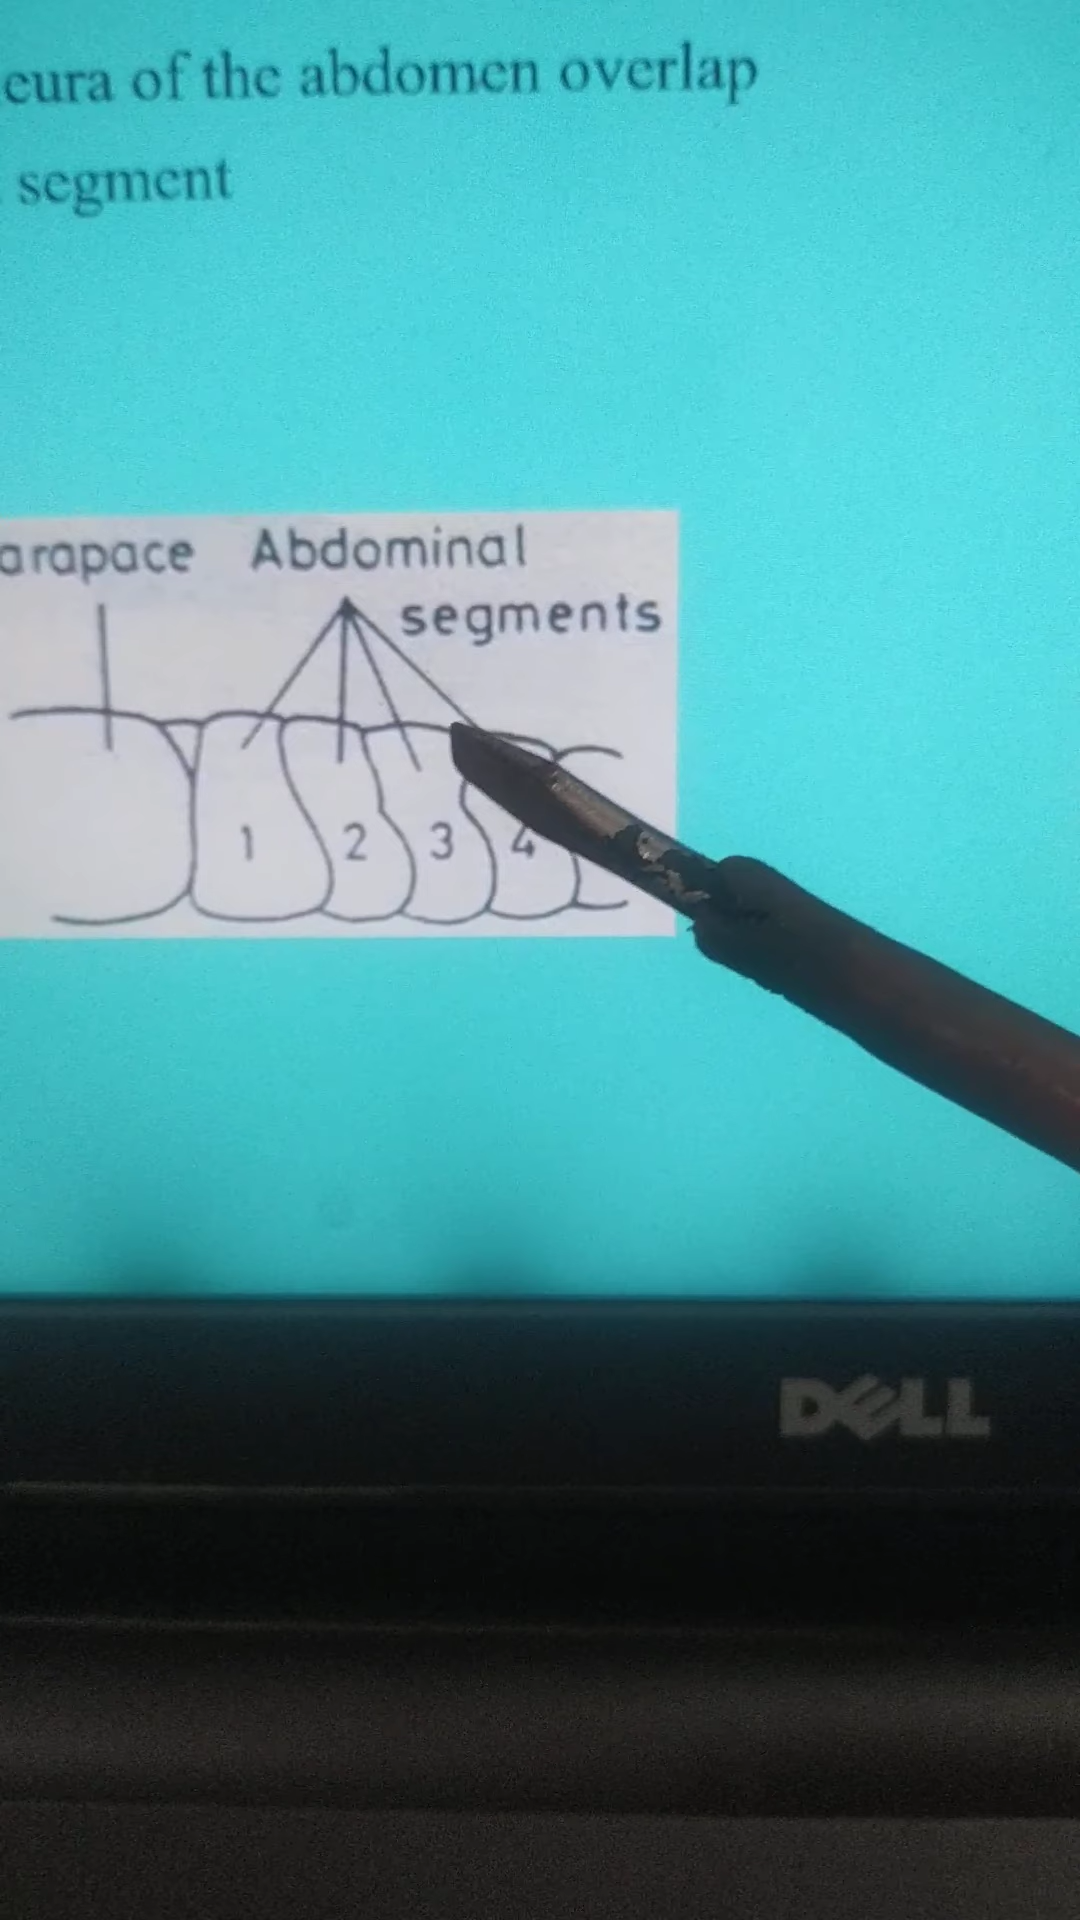 eura of the abdomen overlap
segment
arapace Abdominal
segments
1 2 3 4
DELL